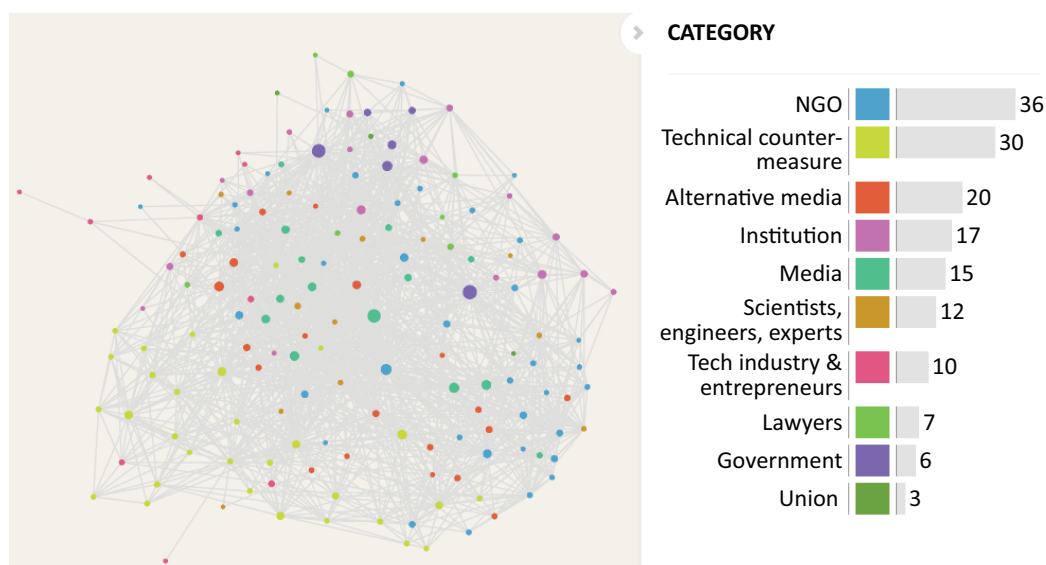 CATEGORY
NGO 36
Technical counter-
measure 30
Alternative media 20
Institution 17
Media 15
Scientists,
engineers, experts 12
Tech industry &
entrepreneurs 10
Lawyers 7
Government 6
Union 3